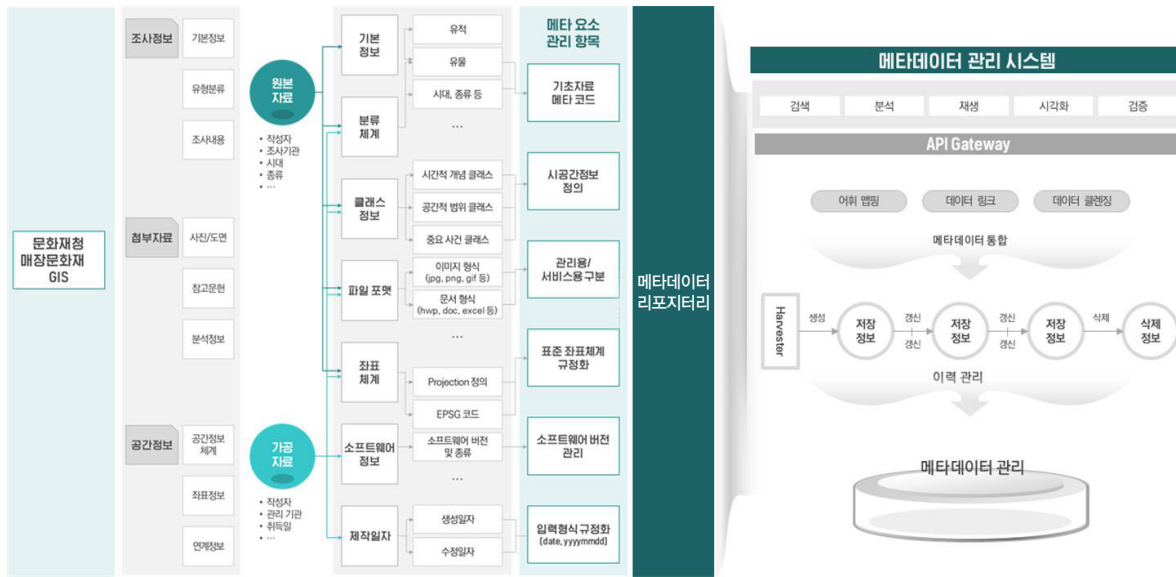 문화재청
매장문화재
GIS
조사정보
기본정보
유형분류
조사내용
첨부자료
사진/도면
참고문헌
분석정보
공간정보
공간정보
체계
좌표정보
연계정보
원본
자료
• 작성자
• 조사기관
• 시대
• 종류
• …
가공
자료
• 작성자
• 관리 기관
• 취득일
• …
기본
정보
분류
체계
클래스
정보
파일 포맷
좌표
체계
소프트웨어
정보
제작일자
유적
유물
시대, 종류 등
…
시간적 개념 클래스
공간적 범위 클래스
중요 사건 클래스
이미지 형식
(jpg, png, gif 등)
문서 형식
(hwp, doc, excel 등)
…
Projection 정의
EPSG 코드
소프트웨어 버전
및 종류
…
생성일자
수정일자
메타 요소
관리 항목
기초자료
메타 코드
시공간정보
정의
관리용/
서비스용 구분
표준 좌표체계
규정화
소프트웨어 버전
관리
입력형식 규정화
(date, yyymmdd)
메타데이터
리포지터리
메타데이터 관리 시스템
검색
분석
재생
시각화
검증
API Gateway
어휘 맵핑
데이터 링크
데이터 클렌징
메타데이터 통합
Harvester
생성
저장
정보
갱신
갱신
저장
정보
갱신
갱신
저장
정보
삭제
삭제
정보
이력 관리
메타데이터 관리